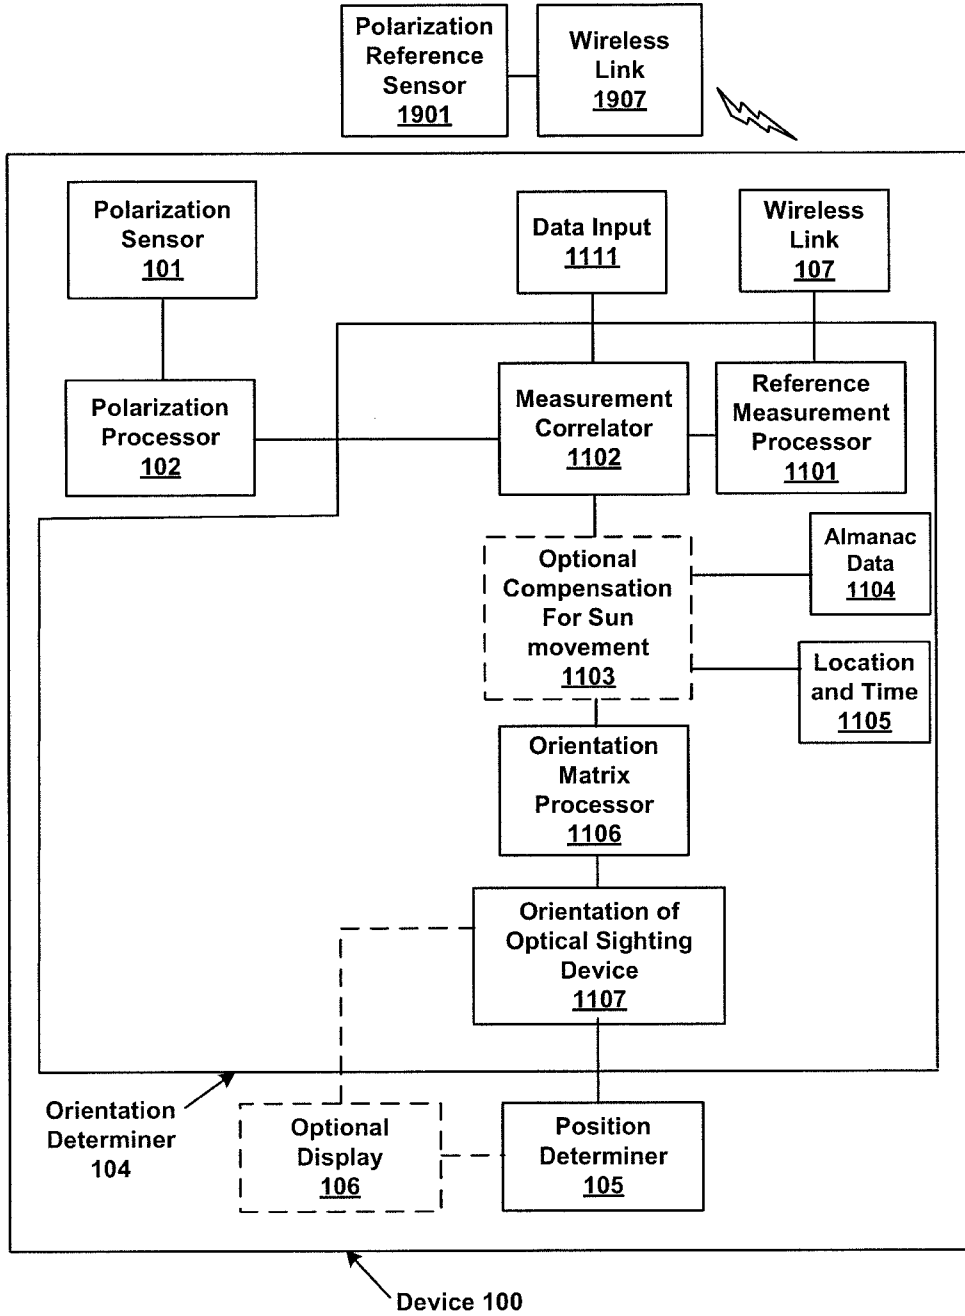 Polarization
Reference
Sensor
1901
Wireless
Link
1907
Polarization
Sensor
101
Data Input
1111
Wireless
Link
107
Polarization
Processor
102
Measurement
Correlator
1102
Reference
Measurement
Processor
1101
Optional
Compensation
For Sun
movement
1103
Almanac
Data
1104
Location
and Time
1105
Orientation
Matrix
Processor
1106
Orientation of
Optical Sighting
Device
1107
Orientation
Determiner
104
Optional
Display
106
Position
Determiner
105
Device 100